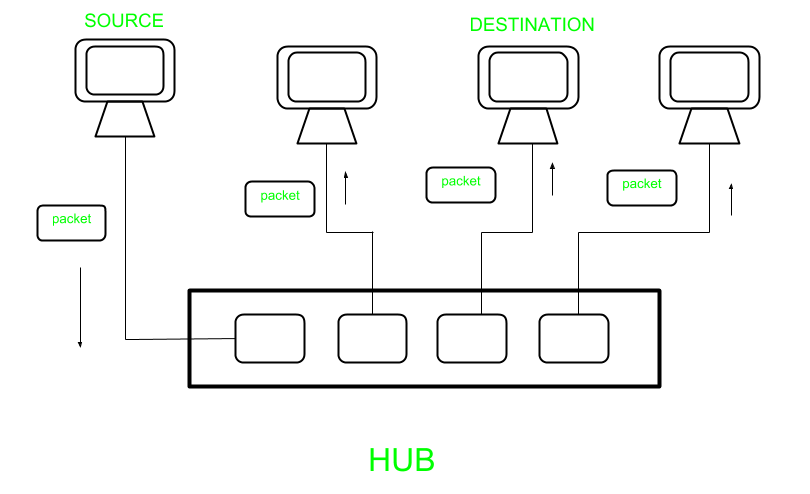 SOURCE
DESTINATION
packet
packet
packet
packet
HUB